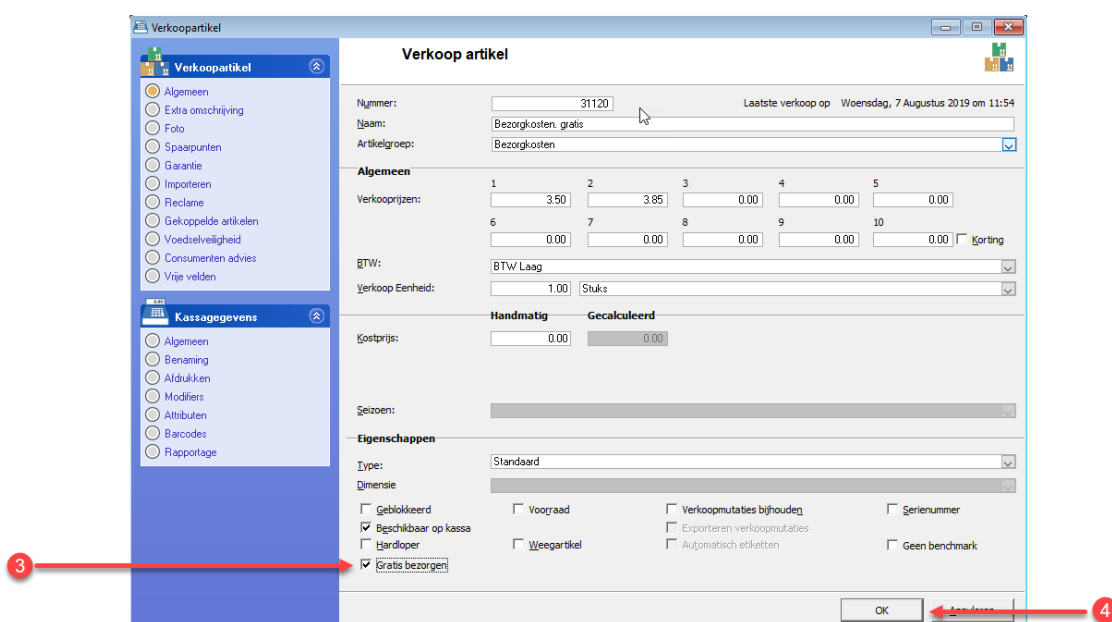 Verkoopartikel
Verkoopartikel
Algemeen
Extra omschrijving
Foto
Spaarpunten
Garantie
Importeren
Reclame
Gekoppelde artikelen
Voedselveiligheid
Consumenten advies
Vrije velden
Kassagegevens
Algemeen
Benaming
Afdrukken
Modifiers
Attributen
Barcodes
Rapportage
Verkoop artikel
Nummer: 31120 Laatste verkoop op Woensdag, 7 Augustus 2019 om 11:54
Naam: Bezorgkosten. gratis
Artikelgroep: Bezorgkosten
Algemeen
1 2 3 4 5
Verkooprijzen: 3.50 3.85 0.00 0.00 0.00
6 7 8 9 10
0.00 0.00 0.00 0.00 0.00 Korting
BTW: BTW Laag
Verkoop Eenheid: 1.00 Stuks
Handmatig Gecalculeerd
Kostprijs: 0.00 0.00
Seizoen:
Eigenschappen
Type: Standaard
Dimensie
Geblokkeerd Voorraad Verkoopmutaties bijhouden Serienummer
Beschikbaar op kassa Exporteren verkoopmutaties
Hardloper Weegartikel Automatisch etiketten Geen benchmark
3 Gratis bezorgen
OK Annuleren 4